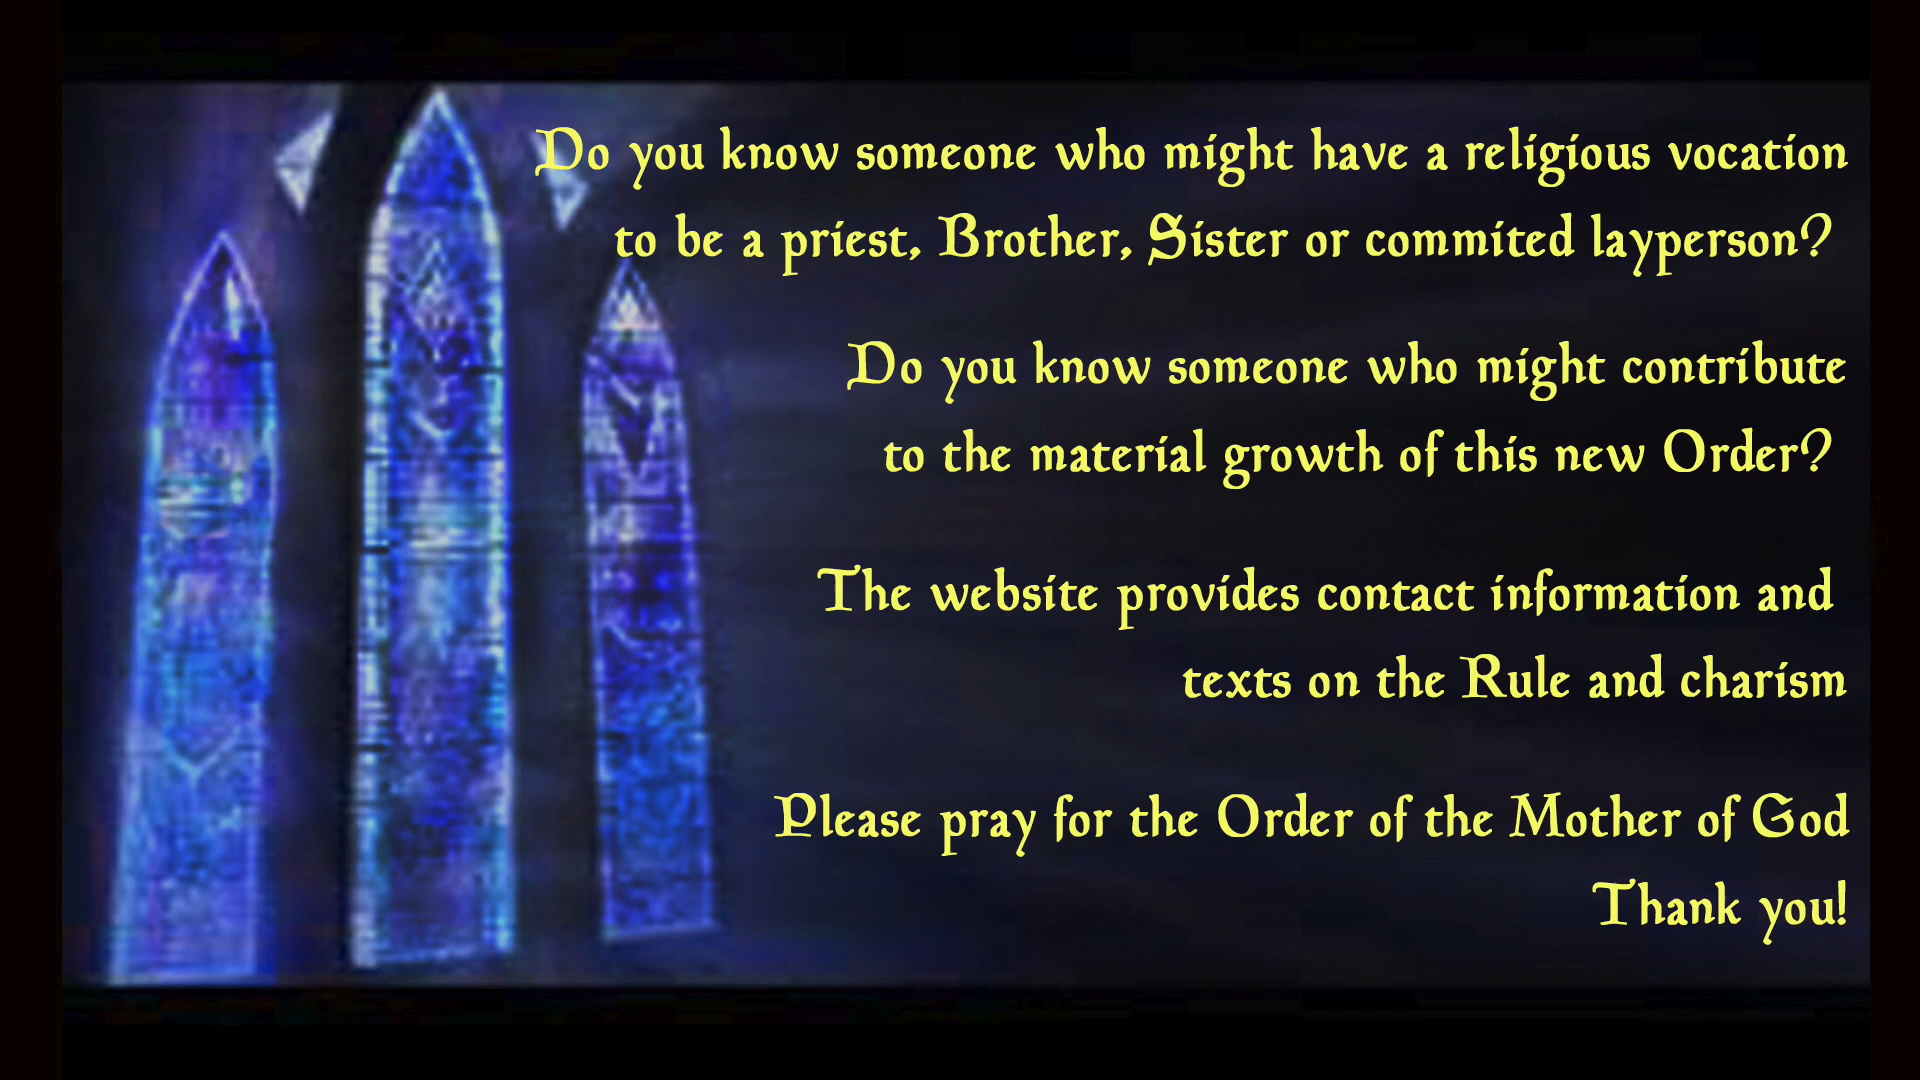 Do you know someone who might have a religious vocation
to be a priest, Brother, Sister or commited layperson?
Do you know someone who might contribute
to the material growth of this new Order?
The website provides contact information and
texts on the Rule and charism
Please pray for the Order of the Mother of God
Thank you!